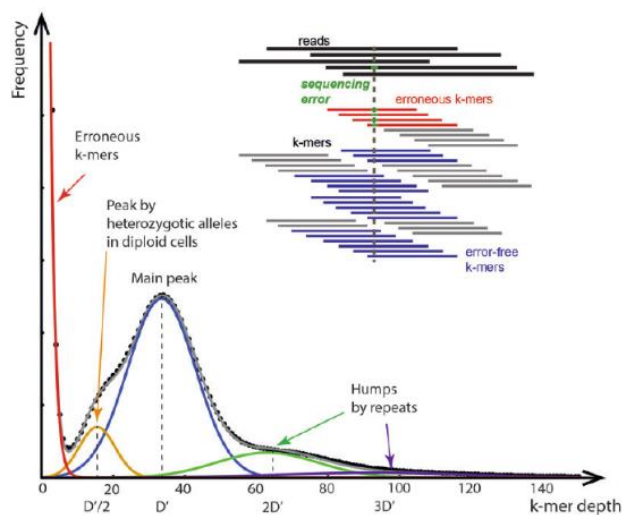 Frequency
reads
sequencing
error
erroneous k-mers
k-mers
error-free
k-mers
Erroneous
k-mers
Peak by
heterozygotic alleles
in diploid cells
Main peak
Humps
by repeats
0 20 40 60 80 100 120 140
D'/2 D' 2D' 3D' k-mer depth